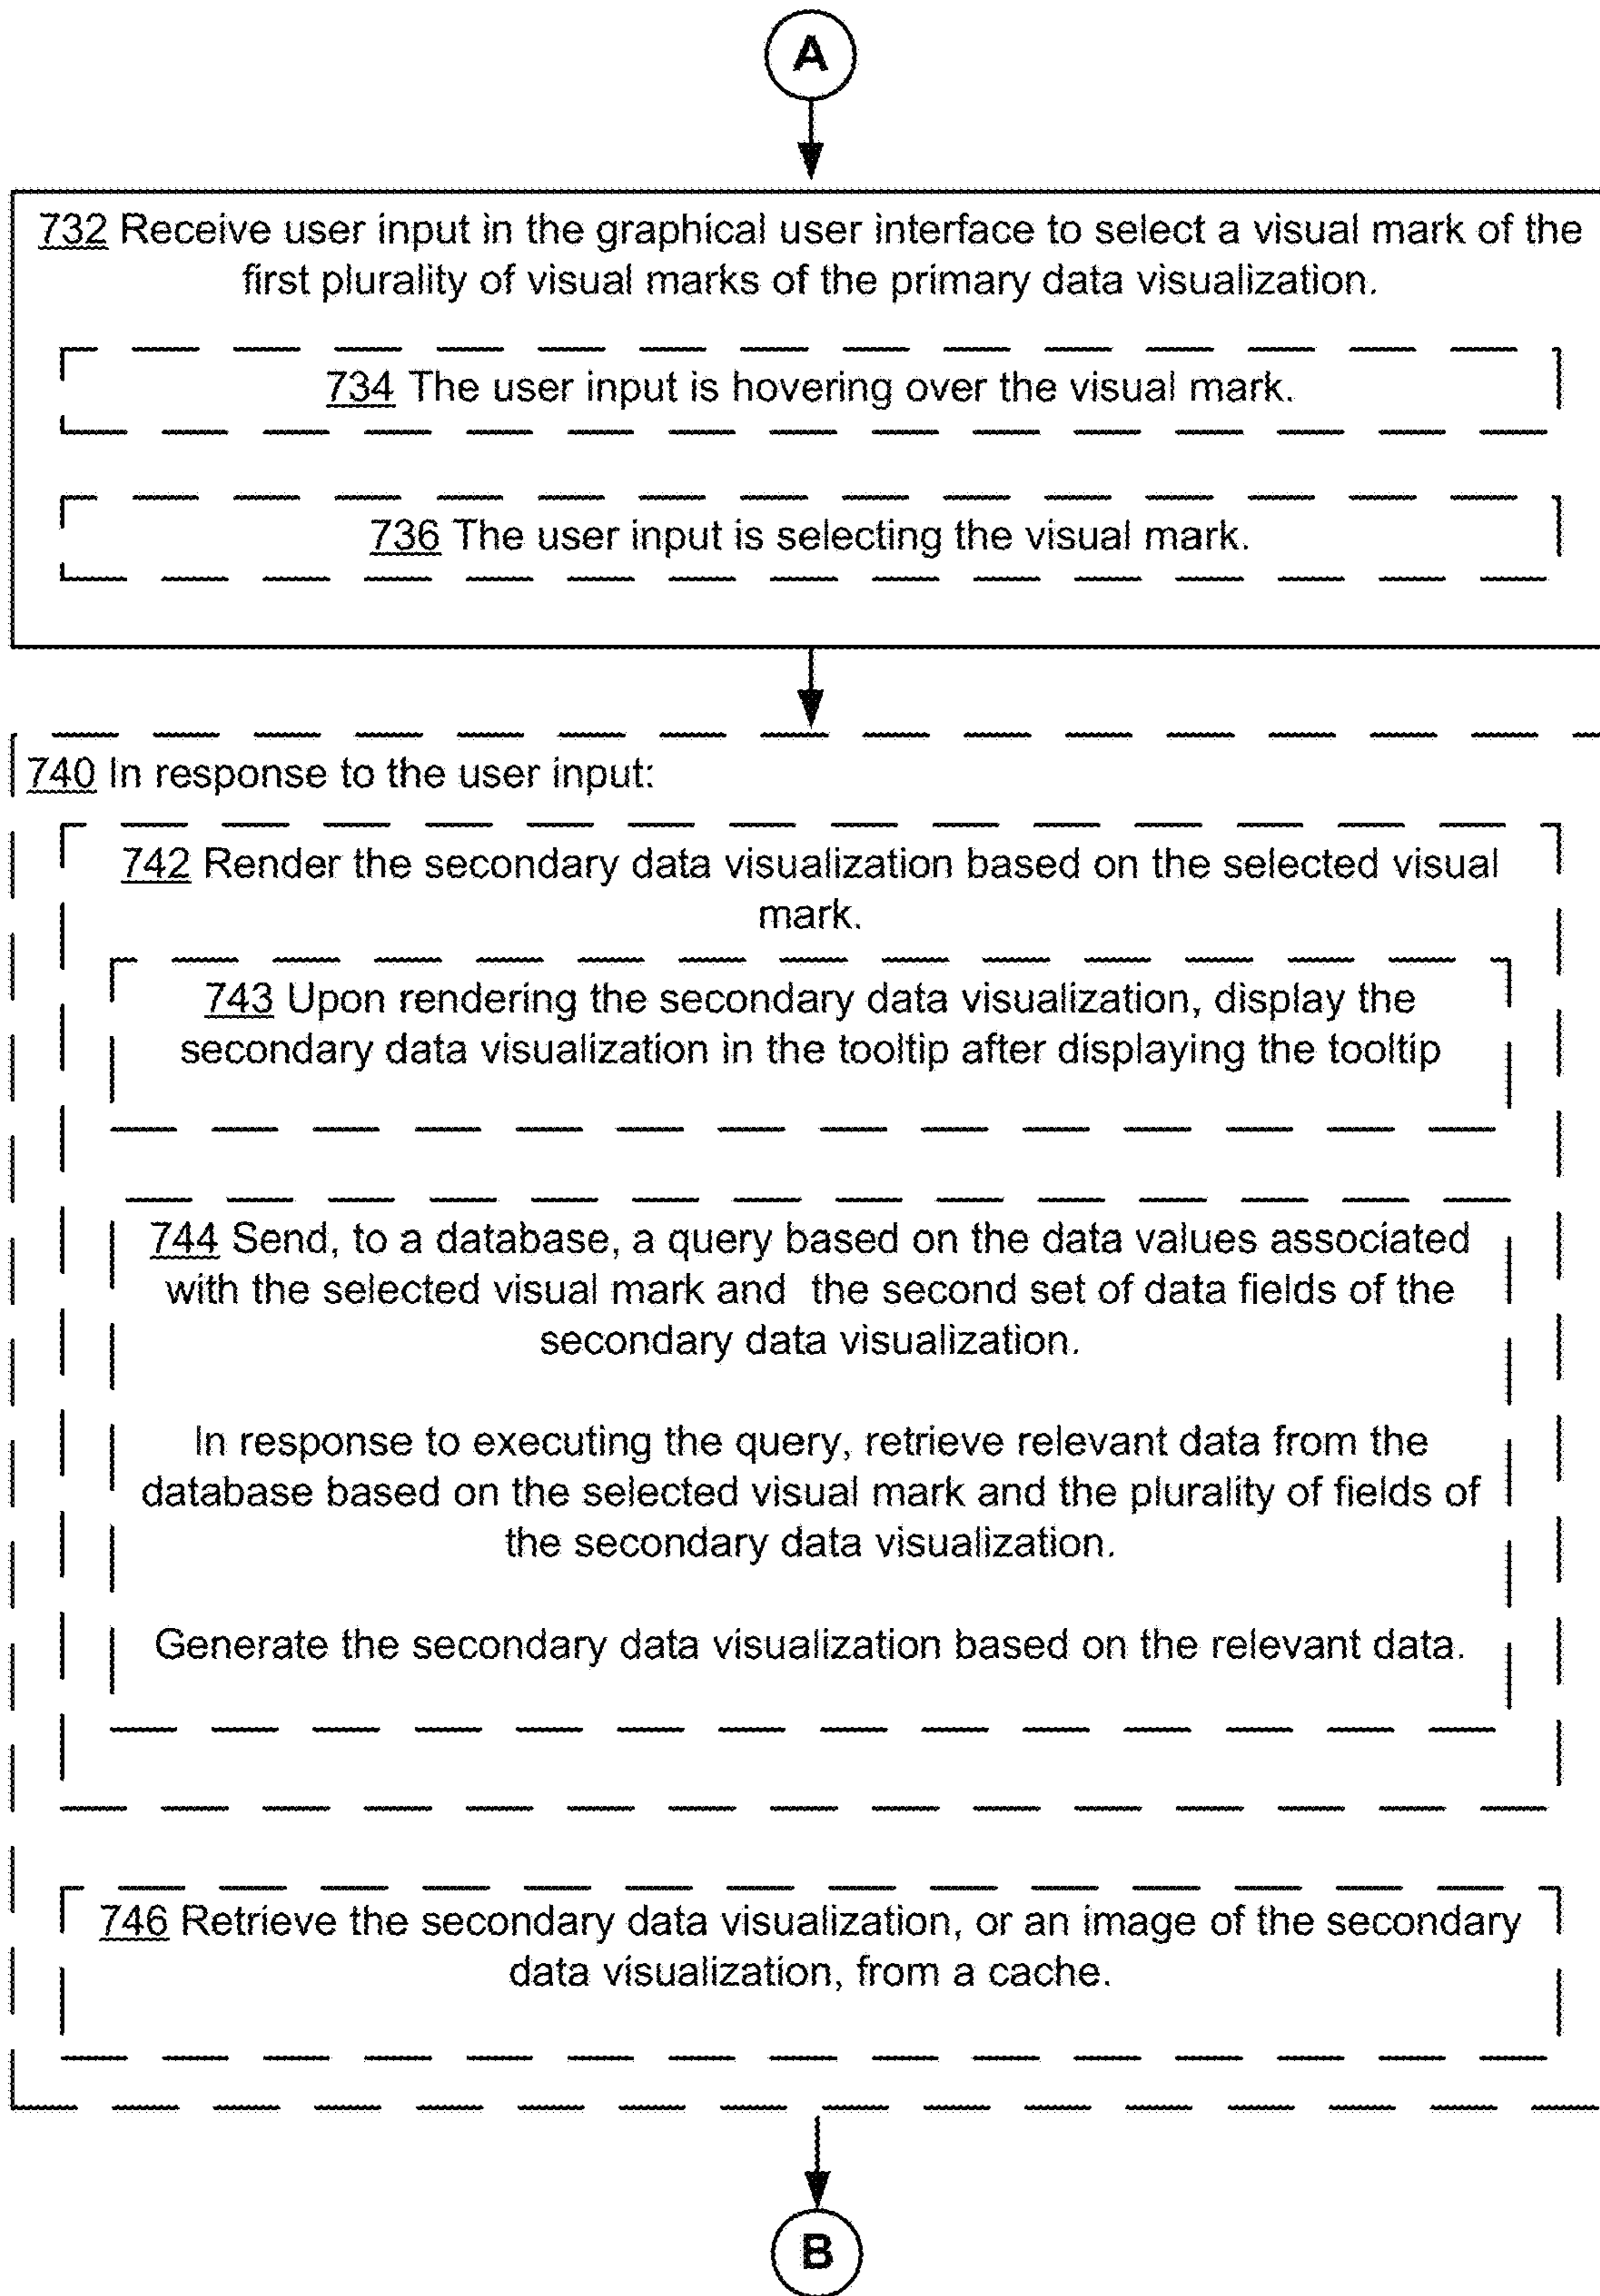 A
732 Receive user input in the graphical user interface to select a visual mark of the
first plurality of visual marks of the primary data visualization.
734 The user input is hovering over the visual mark.
736 The user input is selecting the visual mark.
740 In response to the user input:
742 Render the secondary data visualization based on the selected visual
mark.
743 Upon rendering the secondary data visualization, display the
secondary data visualization in the tooltip after displaying the tooltip
744 Send, to a database, a query based on the data values associated
with the selected visual mark and the second set of data fields of the
secondary data visualization.
In response to executing the query, retrieve relevant data from the
database based on the selected visual mark and the plurality of fields of
the secondary data visualization.
Generate the secondary data visualization based on the relevant data.
746 Retrieve the secondary data visualization, or an image of the secondary
data visualization, from a cache.
B